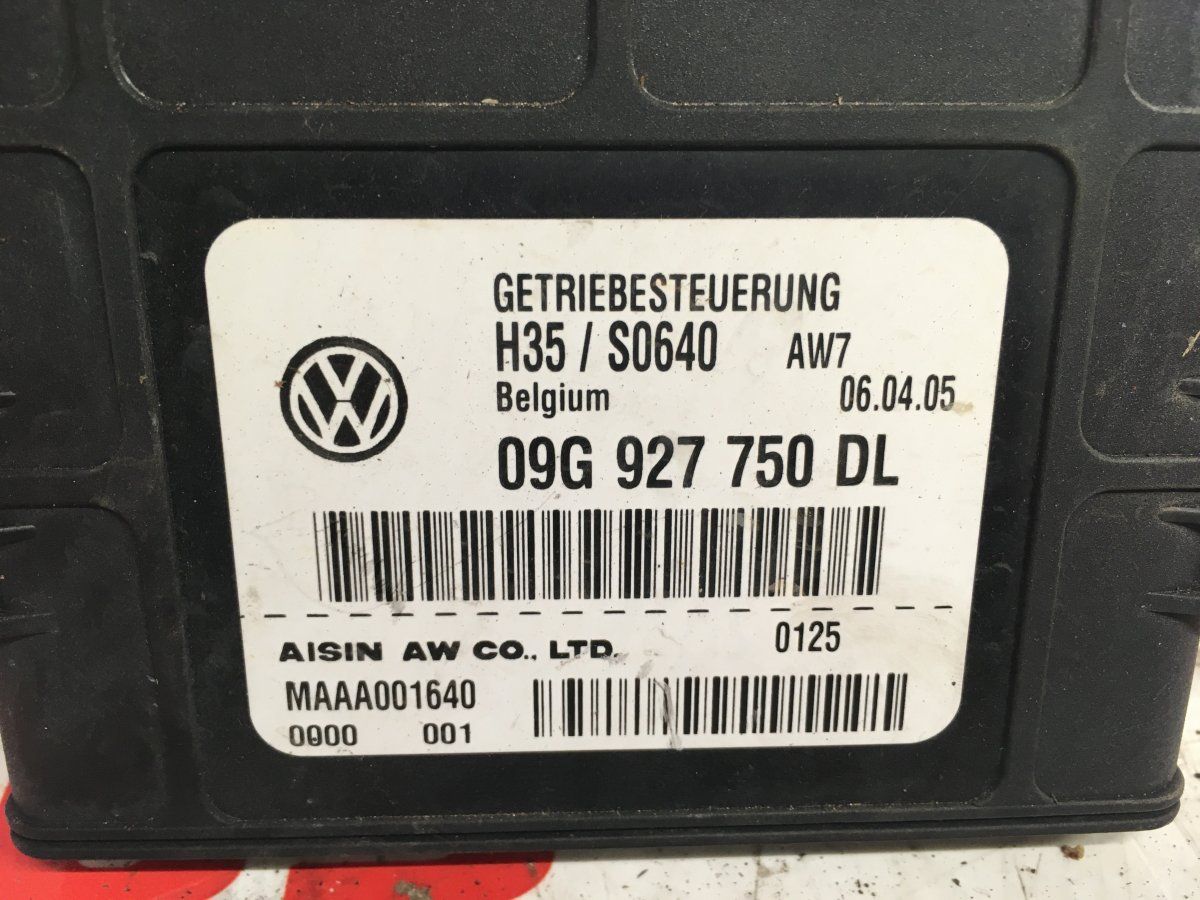 GETRIEBESTEUERUNG
H35 / S0640 AW7
Belgium 06.04.05
09G 927 750 DL
AISIN AW CO., LTD. 0125
MAAA001640
0000 001